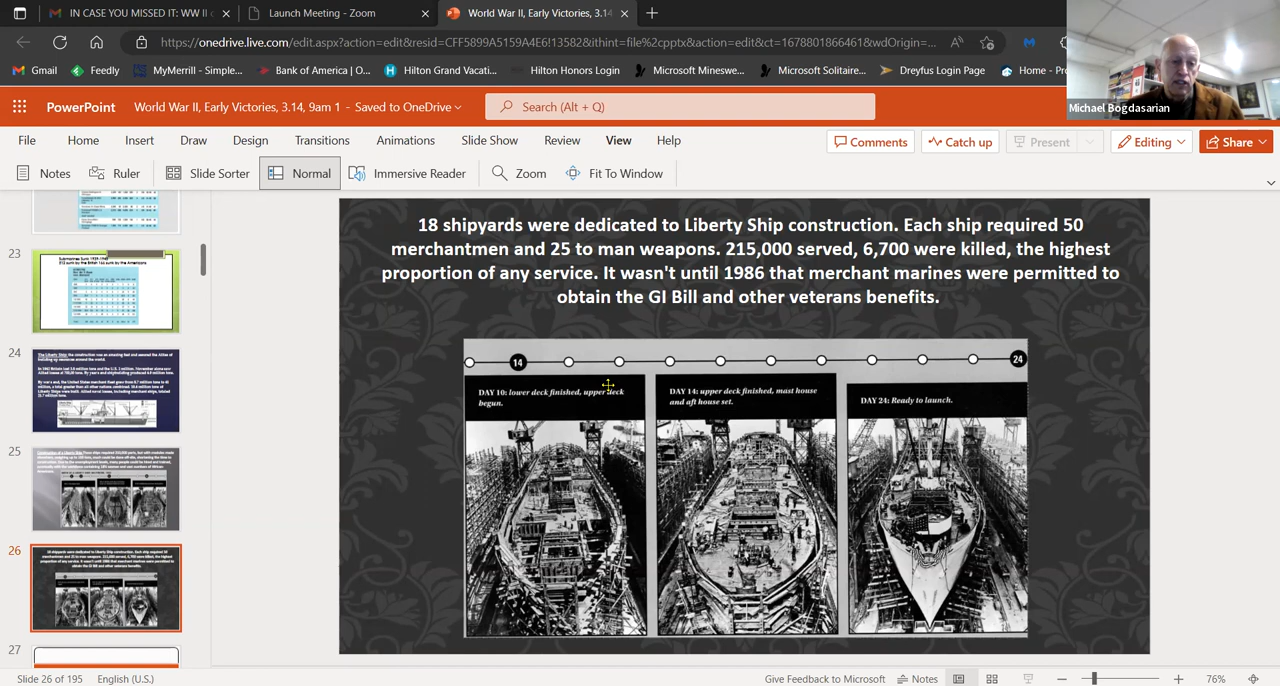 IN CASE YOU MISSED IT: WW II
Launch Meeting - Zoom
World War II, Early Victories, 3.14
https://onedrive.live.com/edit.aspx?action=edit&resid=CFF5899A5159A4E6!13582&ithint=file%2cpptx&action=edit&ct=1678801866461&wdOrigin=...
Gmail
Feedly
MyMerrill - Simple...
Bank of America | O...
Hilton Grand Vacati...
Hilton Honors Login
Microsoft Mineswe...
Microsoft Solitaire...
Dreyfus Login Page
Home - Pr
Michael Bogdasarian
PowerPoint
World War II, Early Victories, 3.14, 9am 1 - Saved to OneDrive
Search (Alt + Q)
File Home Insert Draw Design Transitions Animations Slide Show Review View Help
Comments Catch up Present Editing Share
Notes Ruler Slide Sorter Normal Immersive Reader Zoom Fit To Window
18 shipyards were dedicated to Liberty Ship construction. Each ship required 50
merchantmen and 25 to man weapons. 215,000 served, 6,700 were killed, the highest
proportion of any service. It wasn't until 1986 that merchant marines were permitted to
obtain the GI Bill and other veterans benefits.
14
24
DAY 10: lower deck finished, upper deck
begun.
DAY 14: upper deck finished, mast house
and aft house set.
DAY 24: Ready to launch.
23
24
25
26
27
Slide 26 of 195 English (U.S.)
Give Feedback to Microsoft Notes 76%